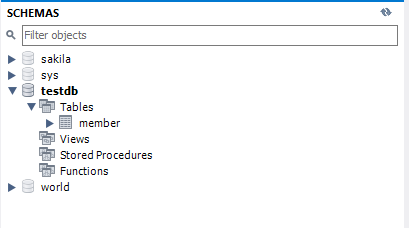 SCHEMAS
Filter objects
sakila
sys
testdb
Tables
member
Views
Stored Procedures
Functions
world